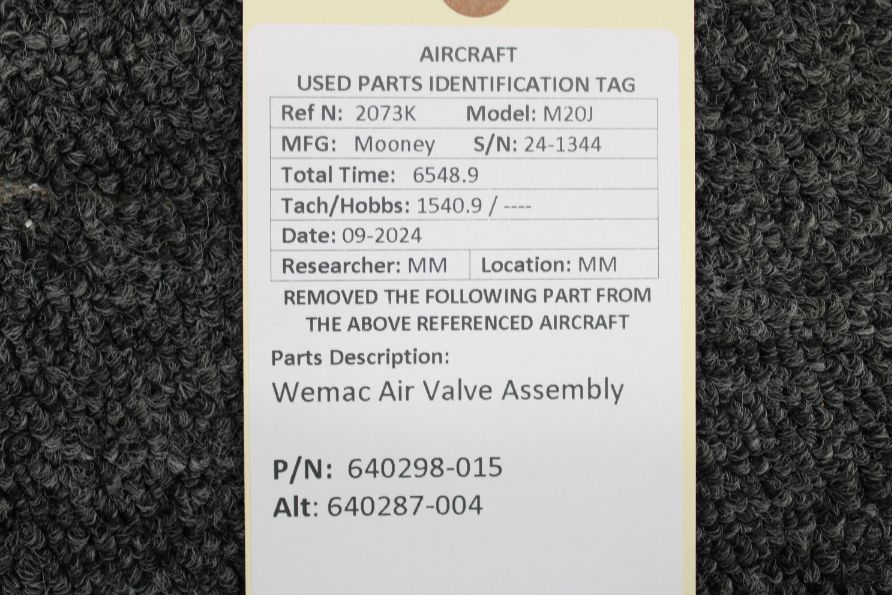 AIRCRAFT
USED PARTS IDENTIFICATION TAG
Ref N: 2073K Model: M20J
MFG: Mooney S/N: 24-1344
Total Time: 6548.9
Tach/Hobbs: 1540.9 / ----
Date: 09-2024
Researcher: MM Location: MM
REMOVED THE FOLLOWING PART FROM
THE ABOVE REFERENCED AIRCRAFT
Parts Description:
Wemac Air Valve Assembly
P/N: 640298-015
Alt: 640287-004